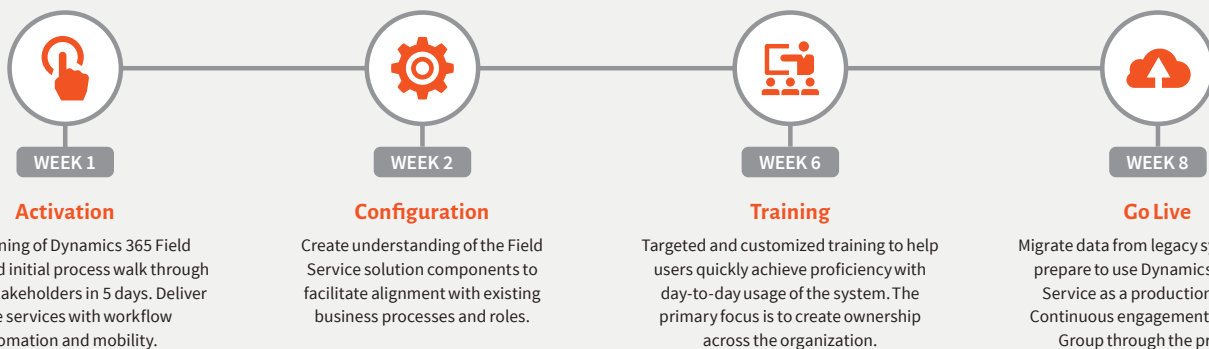 WEEK 1
Activation
of Dynamics 365 Field
initial process walk through
in 5 days. Deliver
services with workflow
and mobility.
WEEK 2
Configuration
Create understanding of the Field
Service solution components to
facilitate alignment with existing
business processes and roles.
WEEK 6
Training
Targeted and customized training to help
users quickly achieve proficiency with
day-to-day usage of the system. The
primary focus is to create ownership
across the organization.
WEEK 8
Go Live
Migrate data from legacy
prepare to use Dynamics
Service as a production
Continuous engagement
Group through the